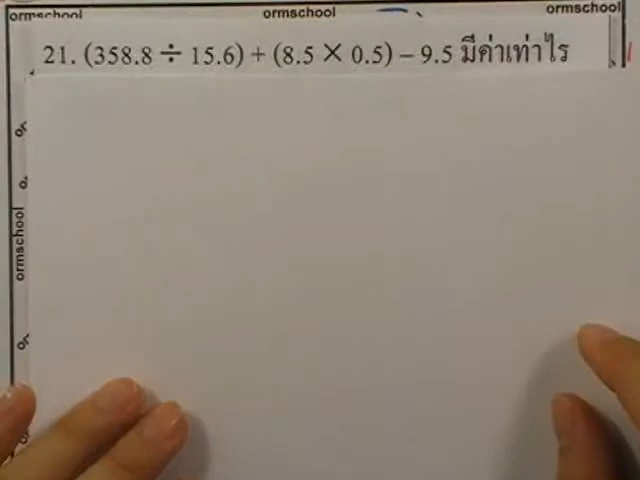 ormschool ormschool ormschool
21. (358.8 ÷ 15.6) + (8.5 × 0.5) – 9.5 มีค่าเท่าไร
ormschool